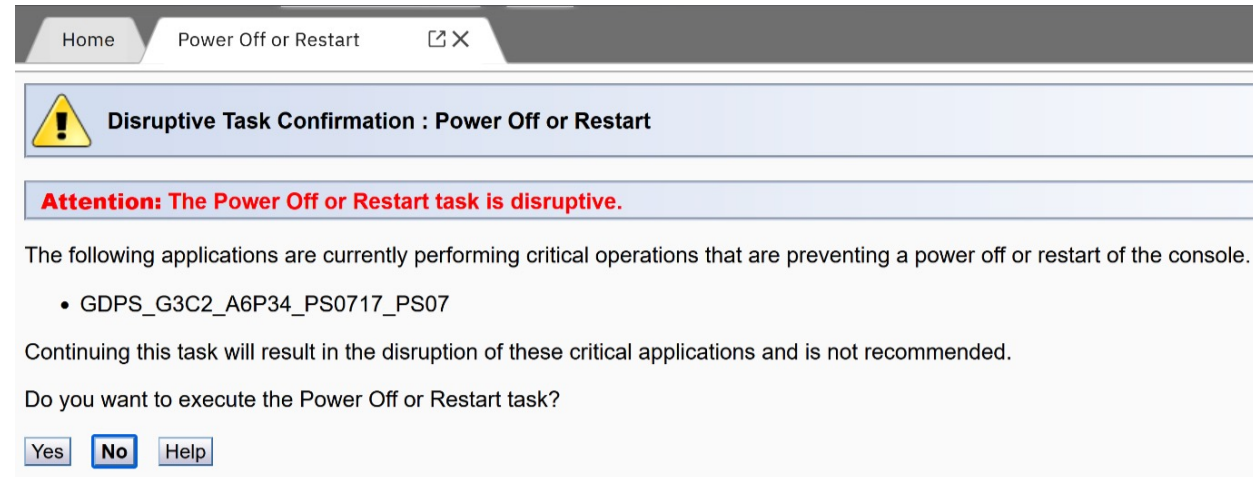 Home Power Off or Restart
Disruptive Task Confirmation : Power Off or Restart
Attention: The Power Off or Restart task is disruptive.
The following applications are currently performing critical operations that are preventing a power off or restart of the console.
• GDPS_G3C2_A6P34_PS0717_PS07
Continuing this task will result in the disruption of these critical applications and is not recommended.
Do you want to execute the Power Off or Restart task?
Yes No Help